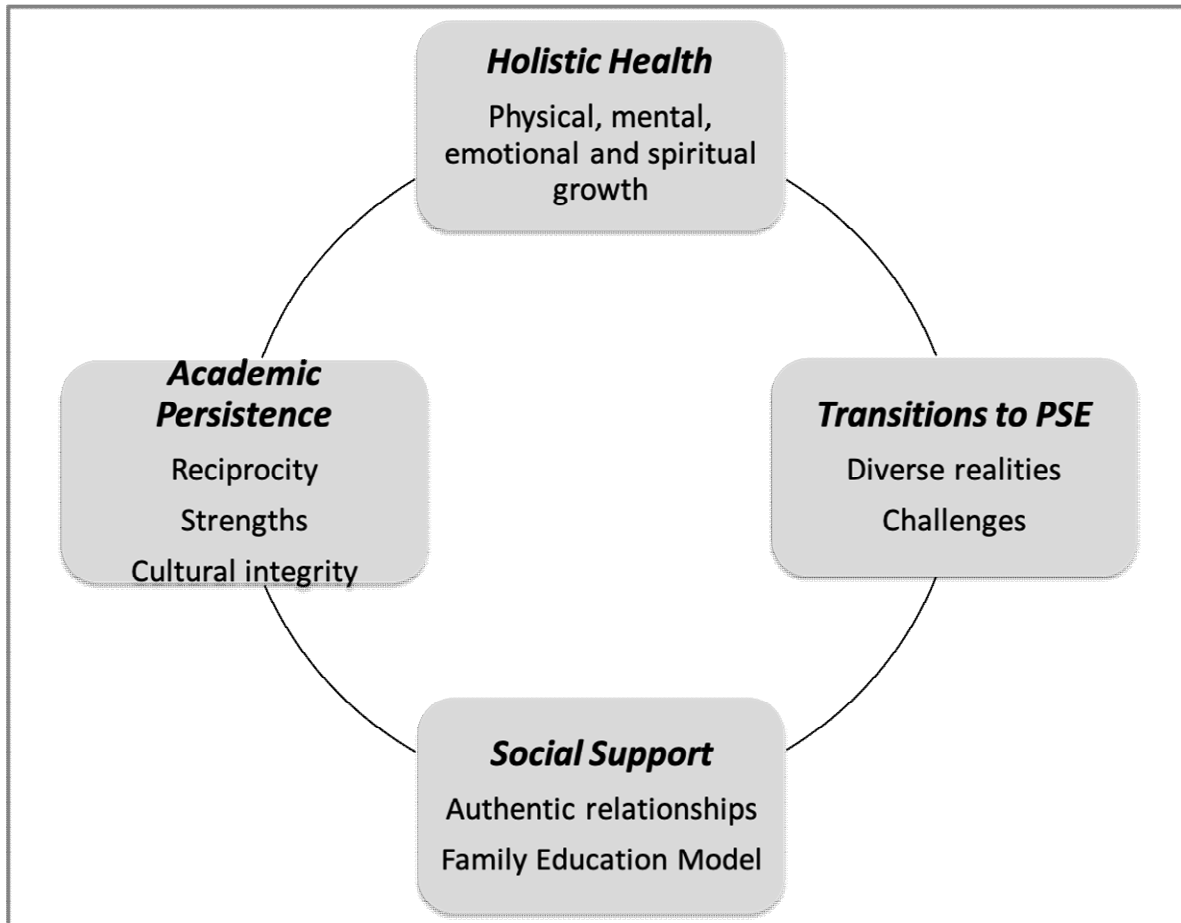 Holistic Health
Physical, mental,
emotional and spiritual
growth
Academic
Persistence
Reciprocity
Strengths
Cultural integrity
Transitions to PSE
Diverse realities
Challenges
Social Support
Authentic relationships
Family Education Model